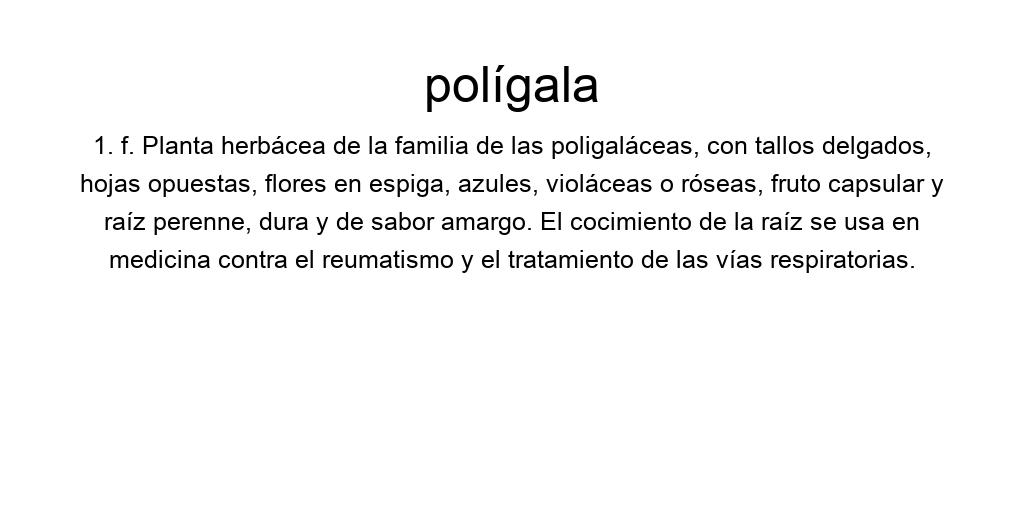 polígala
1. f. Planta herbácea de la familia de las poligaláceas, con tallos delgados,
hojas opuestas, flores en espiga, azules, violáceas o róseas, fruto capsular y
raíz perenne, dura y de sabor amargo. El cocimiento de la raíz se usa en
medicina contra el reumatismo y el tratamiento de las vías respiratorias.